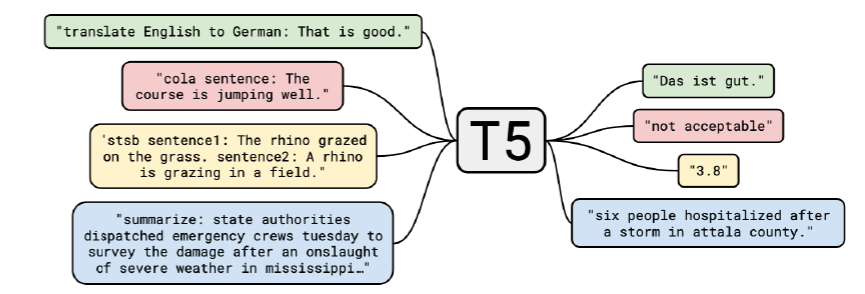 "translate English to German: That is good."
"cola sentence: The
course is jumping well."
'stsb sentence1: The rhino grazed
on the grass. sentence2: A rhino
is grazing in a field."
"summarize: state authorities
dispatched emergency crews tuesday to
survey the damage after an onslaught
of severe weather in mississippi…"
T5
"Das ist gut."
"not acceptable"
"3.8"
"six people hospitalized after
a storm in attala county."